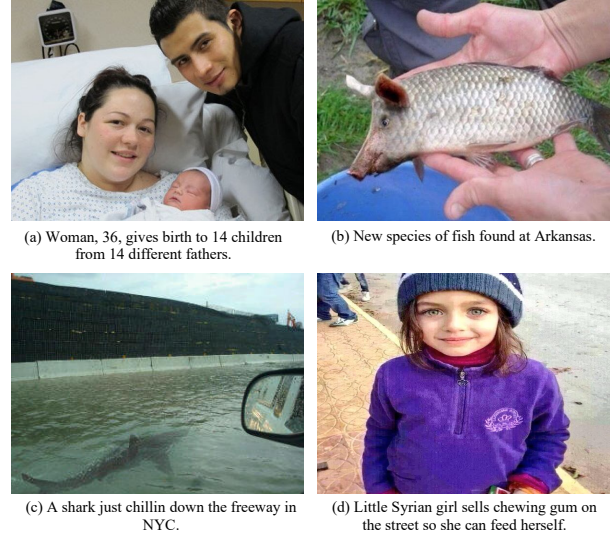 (a) Woman, 36, gives birth to 14 children
from 14 different fathers.
(b) New species of fish found at Arkansas.
(c) A shark just chillin down the freeway in
NYC.
(d) Little Syrian girl sells chewing gum on
the street so she can feed herself.